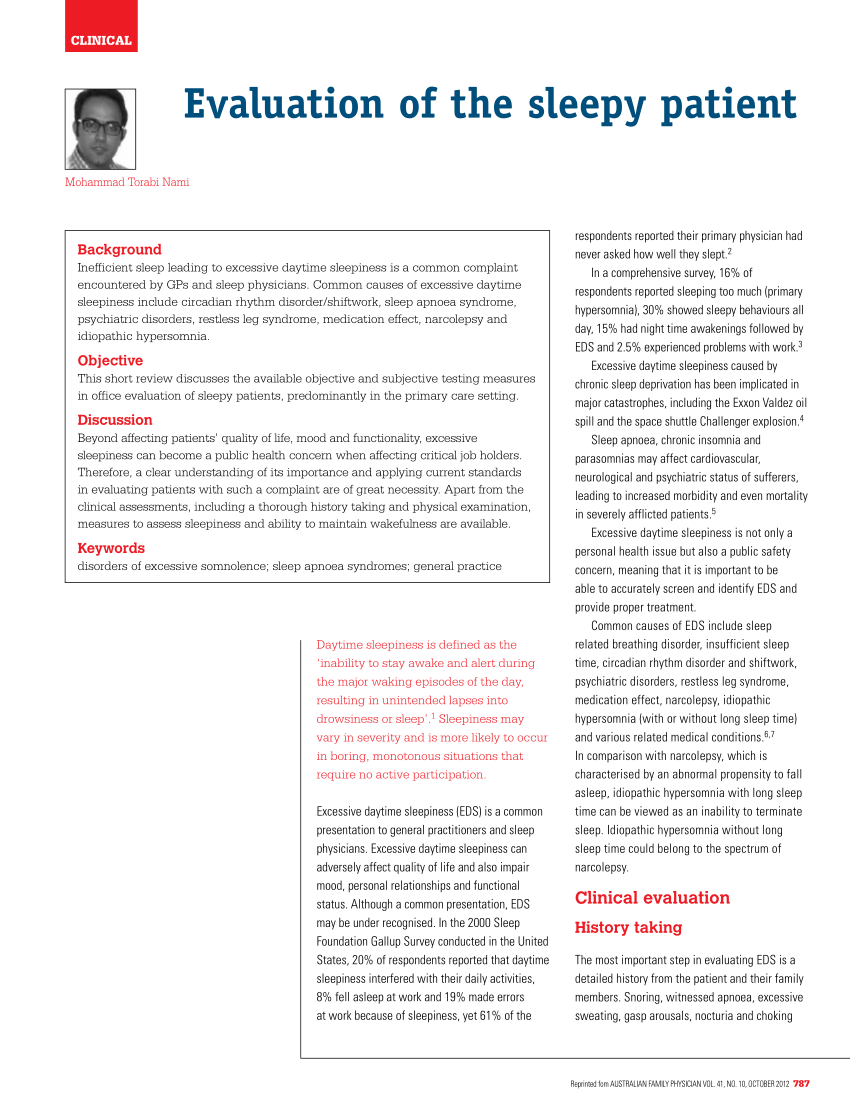 CLINICAL
Evaluation of the sleepy patient
Mohammad Torabi Nami
Background
Inefficient sleep leading to excessive daytime sleepiness is a common complaint
encountered by GPs and sleep physicians. Common causes of excessive daytime
sleepiness include circadian rhythm disorder/shiftwork, sleep apnoea syndrome,
psychiatric disorders, restless leg syndrome, medication effect, narcolepsy and
idiopathic hypersomnia.
Objective
This short review discusses the available objective and subjective testing measures
in office evaluation of sleepy patients, predominantly in the primary care setting.
Discussion
Beyond affecting patients' quality of life, mood and functionality, excessive
sleepiness can become a public health concern when affecting critical job holders.
Therefore, a clear understanding of its importance and applying current standards
in evaluating patients with such a complaint are of great necessity. Apart from the
clinical assessments, including a thorough history taking and physical examination,
measures to assess sleepiness and ability to maintain wakefulness are available.
Keywords
disorders of excessive somnolence; sleep apnoea syndromes; general practice
Daytime sleepiness is defined as the
'inability to stay awake and alert during
the major waking episodes of the day,
resulting in unintended lapses into
drowsiness or sleep'.1 Sleepiness may
vary in severity and is more likely to occur
in boring, monotonous situations that
require no active participation.
Excessive daytime sleepiness (EDS) is a common
presentation to general practitioners and sleep
physicians. Excessive daytime sleepiness can
adversely affect quality of life and also impair
mood, personal relationships and functional
status. Although a common presentation, EDS
may be under recognised. In the 2000 Sleep
Foundation Gallup Survey conducted in the United
States, 20% of respondents reported that daytime
sleepiness interfered with their daily activities,
8% fell asleep at work and 19% made errors
at work because of sleepiness, yet 61% of the
respondents reported their primary physician had
never asked how well they slept.2
In a comprehensive survey, 16% of
respondents reported sleeping too much (primary
hypersomnia), 30% showed sleepy behaviours all
day, 15% had night time awakenings followed by
EDS and 2.5% experienced problems with work.3
Excessive daytime sleepiness caused by
chronic sleep deprivation has been implicated in
major catastrophes, including the Exxon Valdez oil
spill and the space shuttle Challenger explosion.4
Sleep apnoea, chronic insomnia and
parasomnias may affect cardiovascular,
neurological and psychiatric status of sufferers,
leading to increased morbidity and even mortality
in severely afflicted patients.5
Excessive daytime sleepiness is not only a
personal health issue but also a public safety
concern, meaning that it is important to be
able to accurately screen and identify EDS and
provide proper treatment.
Common causes of EDS include sleep
related breathing disorder, insufficient sleep
time, circadian rhythm disorder and shiftwork,
psychiatric disorders, restless leg syndrome,
medication effect, narcolepsy, idiopathic
hypersomnia (with or without long sleep time)
and various related medical conditions.6,7
In comparison with narcolepsy, which is
characterised by an abnormal propensity to fall
asleep, idiopathic hypersomnia with long sleep
time can be viewed as an inability to terminate
sleep. Idiopathic hypersomnia without long
sleep time could belong to the spectrum of
narcolepsy.
Clinical evaluation
History taking
The most important step in evaluating EDS is a
detailed history from the patient and their family
members. Snoring, witnessed apnoea, excessive
sweating, gasp arousals, nocturia and choking
Reprinted fom AUSTRALIAN FAMILY PHYSICIAN VOL. 41, NO. 10, OCTOBER 2012 787